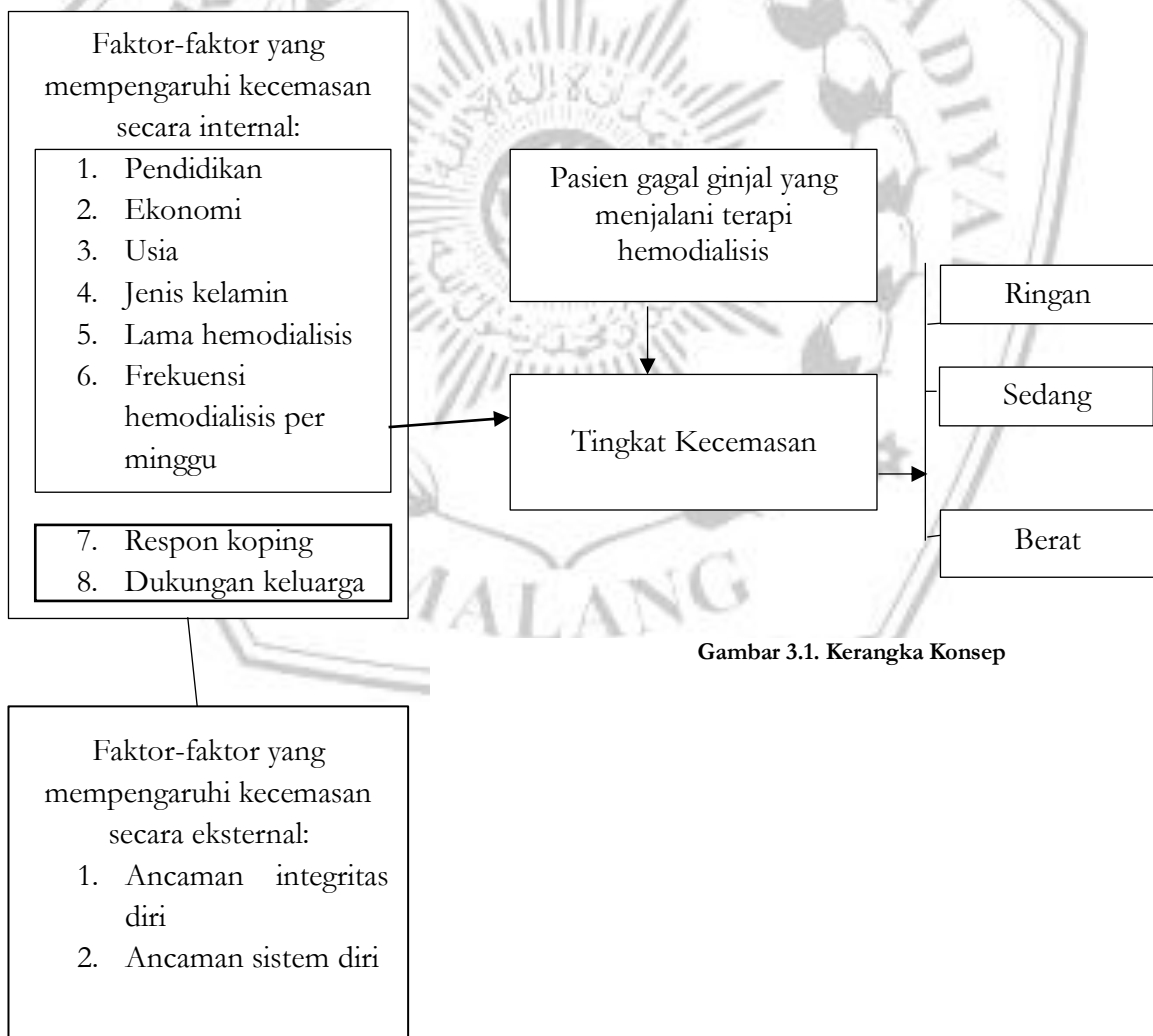 Faktor-faktor yang
mempengaruhi kecemasan
secara internal:
1. Pendidikan
2. Ekonomi
3. Usia
4. Jenis kelamin
5. Lama hemodialisis
6. Frekuensi
hemodialisis per
minggu
7. Respon koping
8. Dukungan keluarga
Pasien gagal ginjal yang
menjalani terapi
hemodialisis
Tingkat Kecemasan
Ringan
Sedang
Berat
MALANG
Gambar 3.1. Kerangka Konsep
Faktor-faktor yang
mempengaruhi kecemasan
secara eksternal:
1. Ancaman integritas
diri
2. Ancaman sistem diri